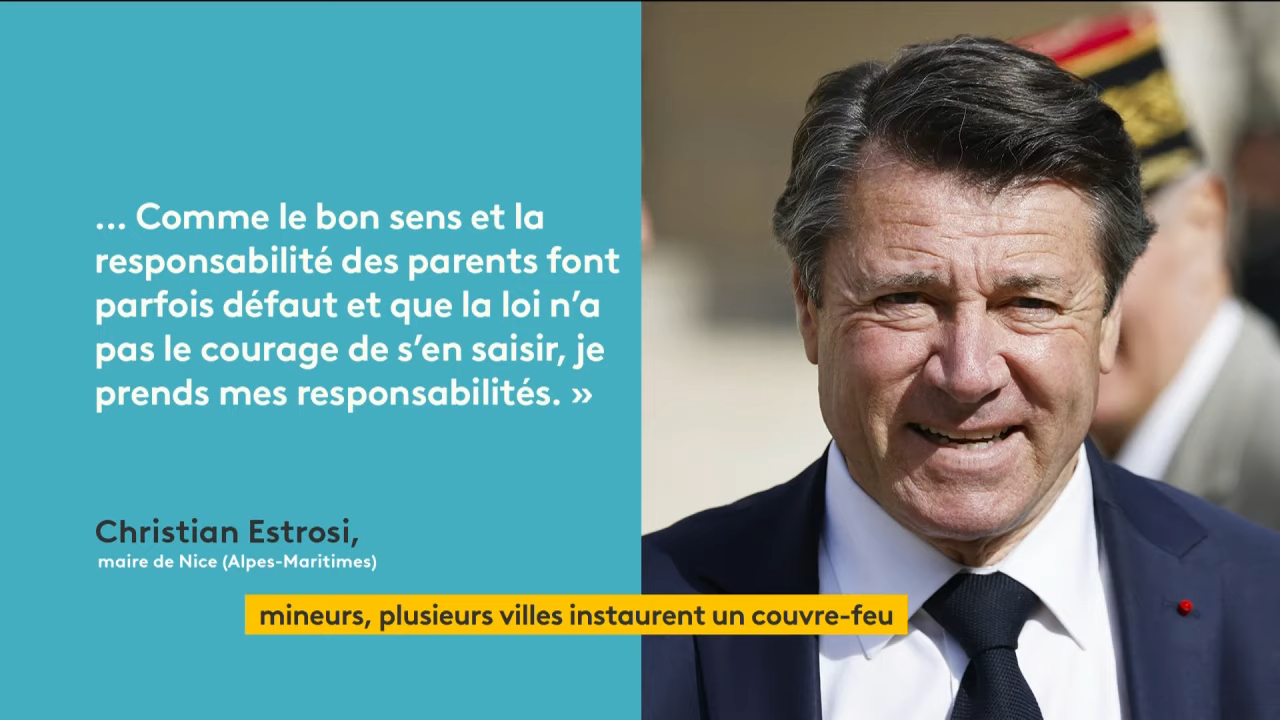 ... Comme le bon sens et la
responsabilité des parents font
parfois défaut et que la loi n’a
pas le courage de s’en saisir, je
prends mes responsabilités. »
Christian Estrosi,
maire de Nice (Alpes-Maritimes)
mineurs, plusieurs villes instaurent un couvre-feu